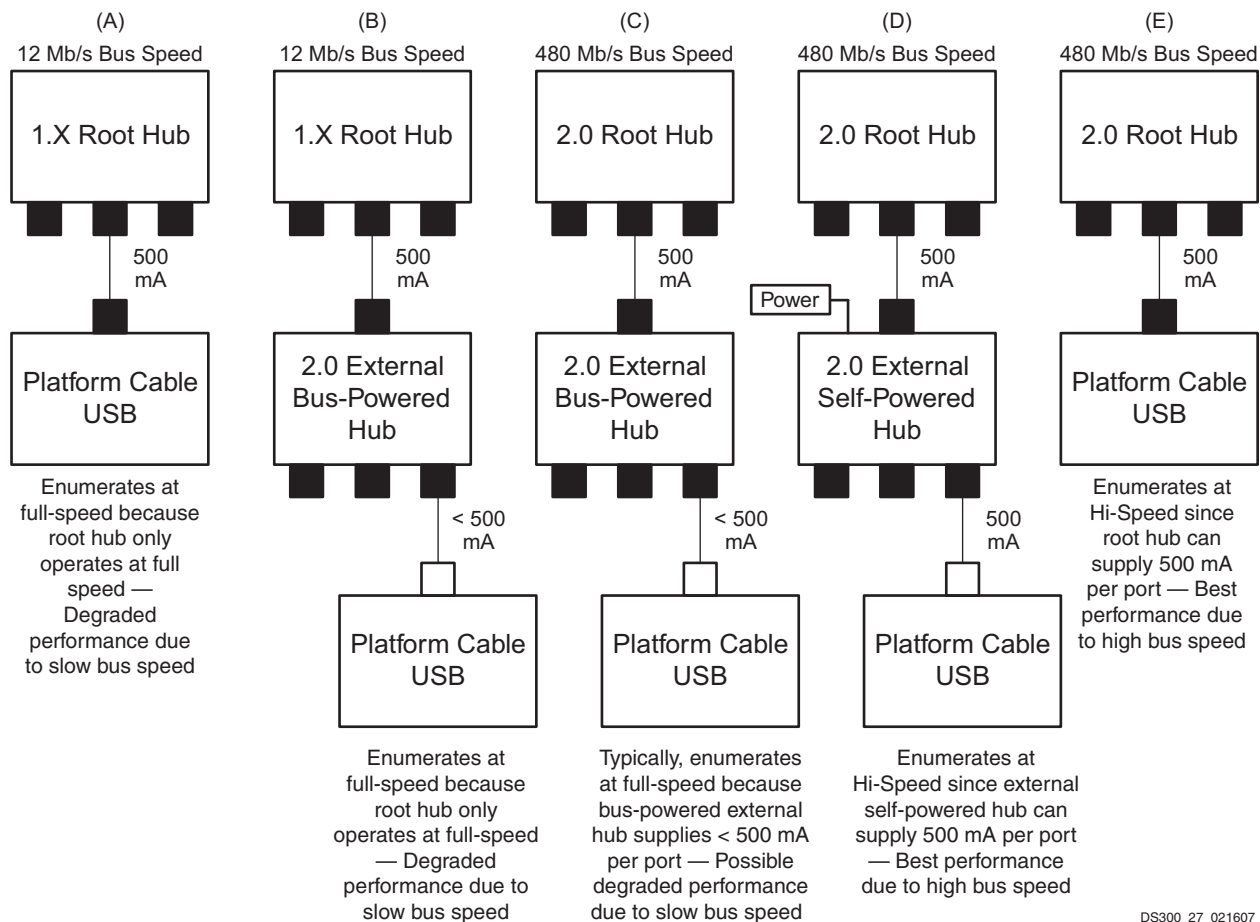 (A)
12 Mb/s Bus Speed
1.X Root Hub
500
mA
Platform Cable
USB
Enumerates at
full-speed because
root hub only
operates at full
speed —
Degraded
performance due
to slow bus speed
(B)
12 Mb/s Bus Speed
1.X Root Hub
500
mA
2.0 External
Bus-Powered
Hub
< 500
mA
Platform Cable
USB
Enumerates at
full-speed because
root hub only
operates at full-speed
— Degraded
performance due to
slow bus speed
(C)
480 Mb/s Bus Speed
2.0 Root Hub
500
mA
2.0 External
Bus-Powered
Hub
< 500
mA
Platform Cable
USB
Typically, enumerates
at full-speed because
bus-powered external
hub supplies < 500 mA
per port — Possible
degraded performance
due to slow bus speed
(D)
480 Mb/s Bus Speed
2.0 Root Hub
500
mA
Power
2.0 External
Self-Powered
Hub
500
mA
Platform Cable
USB
Enumerates at
Hi-Speed since external
self-powered hub can
supply 500 mA per port
— Best performance
due to high bus speed
(E)
480 Mb/s Bus Speed
2.0 Root Hub
500
mA
Platform Cable
USB
Enumerates at
Hi-Speed since
root hub can
supply 500 mA
per port — Best
performance due
to high bus speed
DS300_27_021607